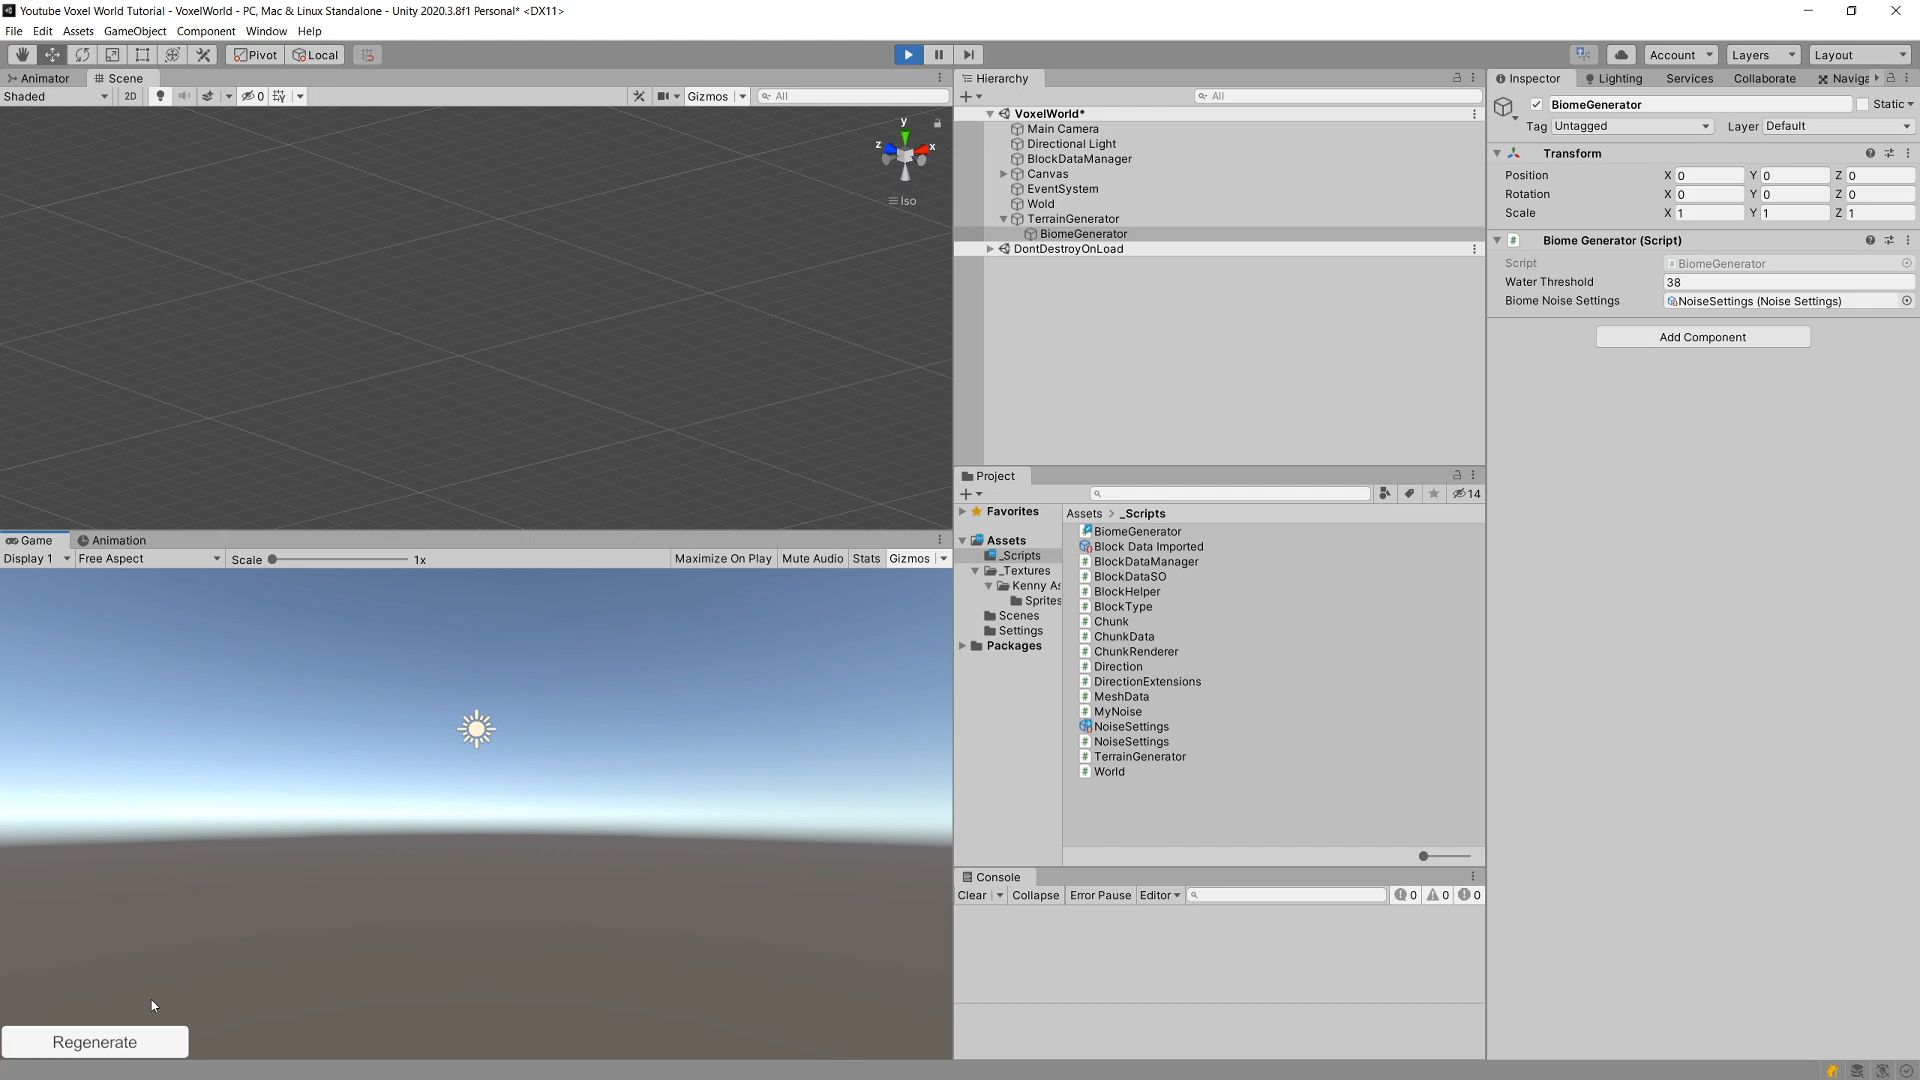 Youtube Voxel World Tutorial - VoxelWorld - PC, Mac & Linux Standalone - Unity 2020.3.8f1 Personal* <DX11>
File Edit Assets GameObject Component Window Help
Pivot Local Account Layers Layout
Animator Scene
Shaded 2D 0 Gizmos All
y
z x
Iso
Game Animation
Display 1 Free Aspect Scale 1x Maximize On Play Mute Audio Stats Gizmos
Regenerate
Hierarchy
All
VoxelWorld*
Main Camera
Directional Light
BlockDataManager
Canvas
EventSystem
Wold
TerrainGenerator
BiomeGenerator
DontDestroyOnLoad
Project
14
Favorites
Assets
_Scripts
_Textures
Kenny As
Sprites
Scenes
Settings
Packages
Assets > _Scripts
BiomeGenerator
Block Data Imported
BlockDataManager
BlockDataSO
BlockHelper
BlockType
Chunk
ChunkData
ChunkRenderer
Direction
DirectionExtensions
MeshData
MyNoise
NoiseSettings
NoiseSettings
TerrainGenerator
World
Console
Clear Collapse Error Pause Editor 0 0 0
Inspector Lighting Services Collaborate Naviga
BiomeGenerator Static
Tag Untagged Layer Default
Transform
Position X 0 Y 0 Z 0
Rotation X 0 Y 0 Z 0
Scale X 1 Y 1 Z 1
Biome Generator (Script)
Script BiomeGenerator
Water Threshold 38
Biome Noise Settings NoiseSettings (Noise Settings)
Add Component